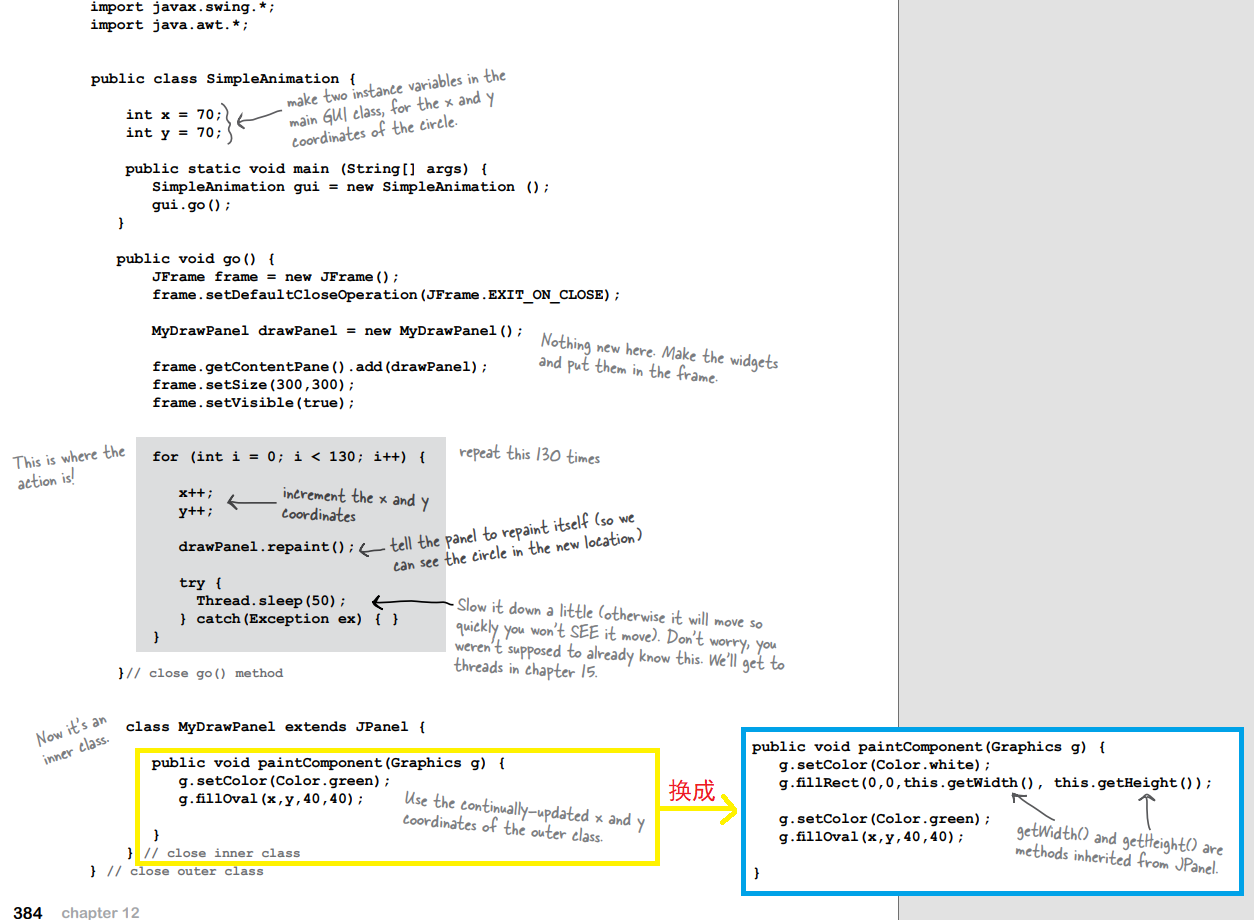 import javax.swing.*;
import java.awt.*;
public class SimpleAnimation {
int x = 70;
int y = 70;
make two instance variables in the
main GUI class, for the x and y
coordinates of the circle.
public static void main (String[] args) {
SimpleAnimation gui = new SimpleAnimation ();
gui.go();
}
public void go() {
JFrame frame = new JFrame();
frame.setDefaultCloseOperation(JFrame.EXIT_ON_CLOSE);
MyDrawPanel drawPanel = new MyDrawPanel();
frame.getContentPane().add(drawPanel);
frame.setSize(300,300);
frame.setVisible(true);
Nothing new here. Make the widgets
and put them in the frame.
This is where the
action is!
for (int i = 0; i < 130; i++) {
repeat this 130 times
x++;
y++;
increment the x and y
coordinates
drawPanel.repaint();
tell the panel to repaint itself (so we
can see the circle in the new location)
try {
Thread.sleep(50);
} catch(Exception ex) { }
}
Slow it down a little (otherwise it will move so
quickly you won't SEE it move). Don't worry, you
weren't supposed to already know this. We'll get to
threads in chapter 15.
}// close go() method
Now it's an
inner class.
class MyDrawPanel extends JPanel {
public void paintComponent(Graphics g) {
g.setColor(Color.green);
g.fillOval(x,y,40,40);
Use the continually-updated x and y
coordinates of the outer class.
}
} // close inner class
} // close outer class
换成
public void paintComponent(Graphics g) {
g.setColor(Color.white);
g.fillRect(0,0,this.getWidth(), this.getHeight());
g.setColor(Color.green);
g.fillOval(x,y,40,40);
getWidth() and getHeight() are
methods inherited from JPanel.
}
384 chapter 12